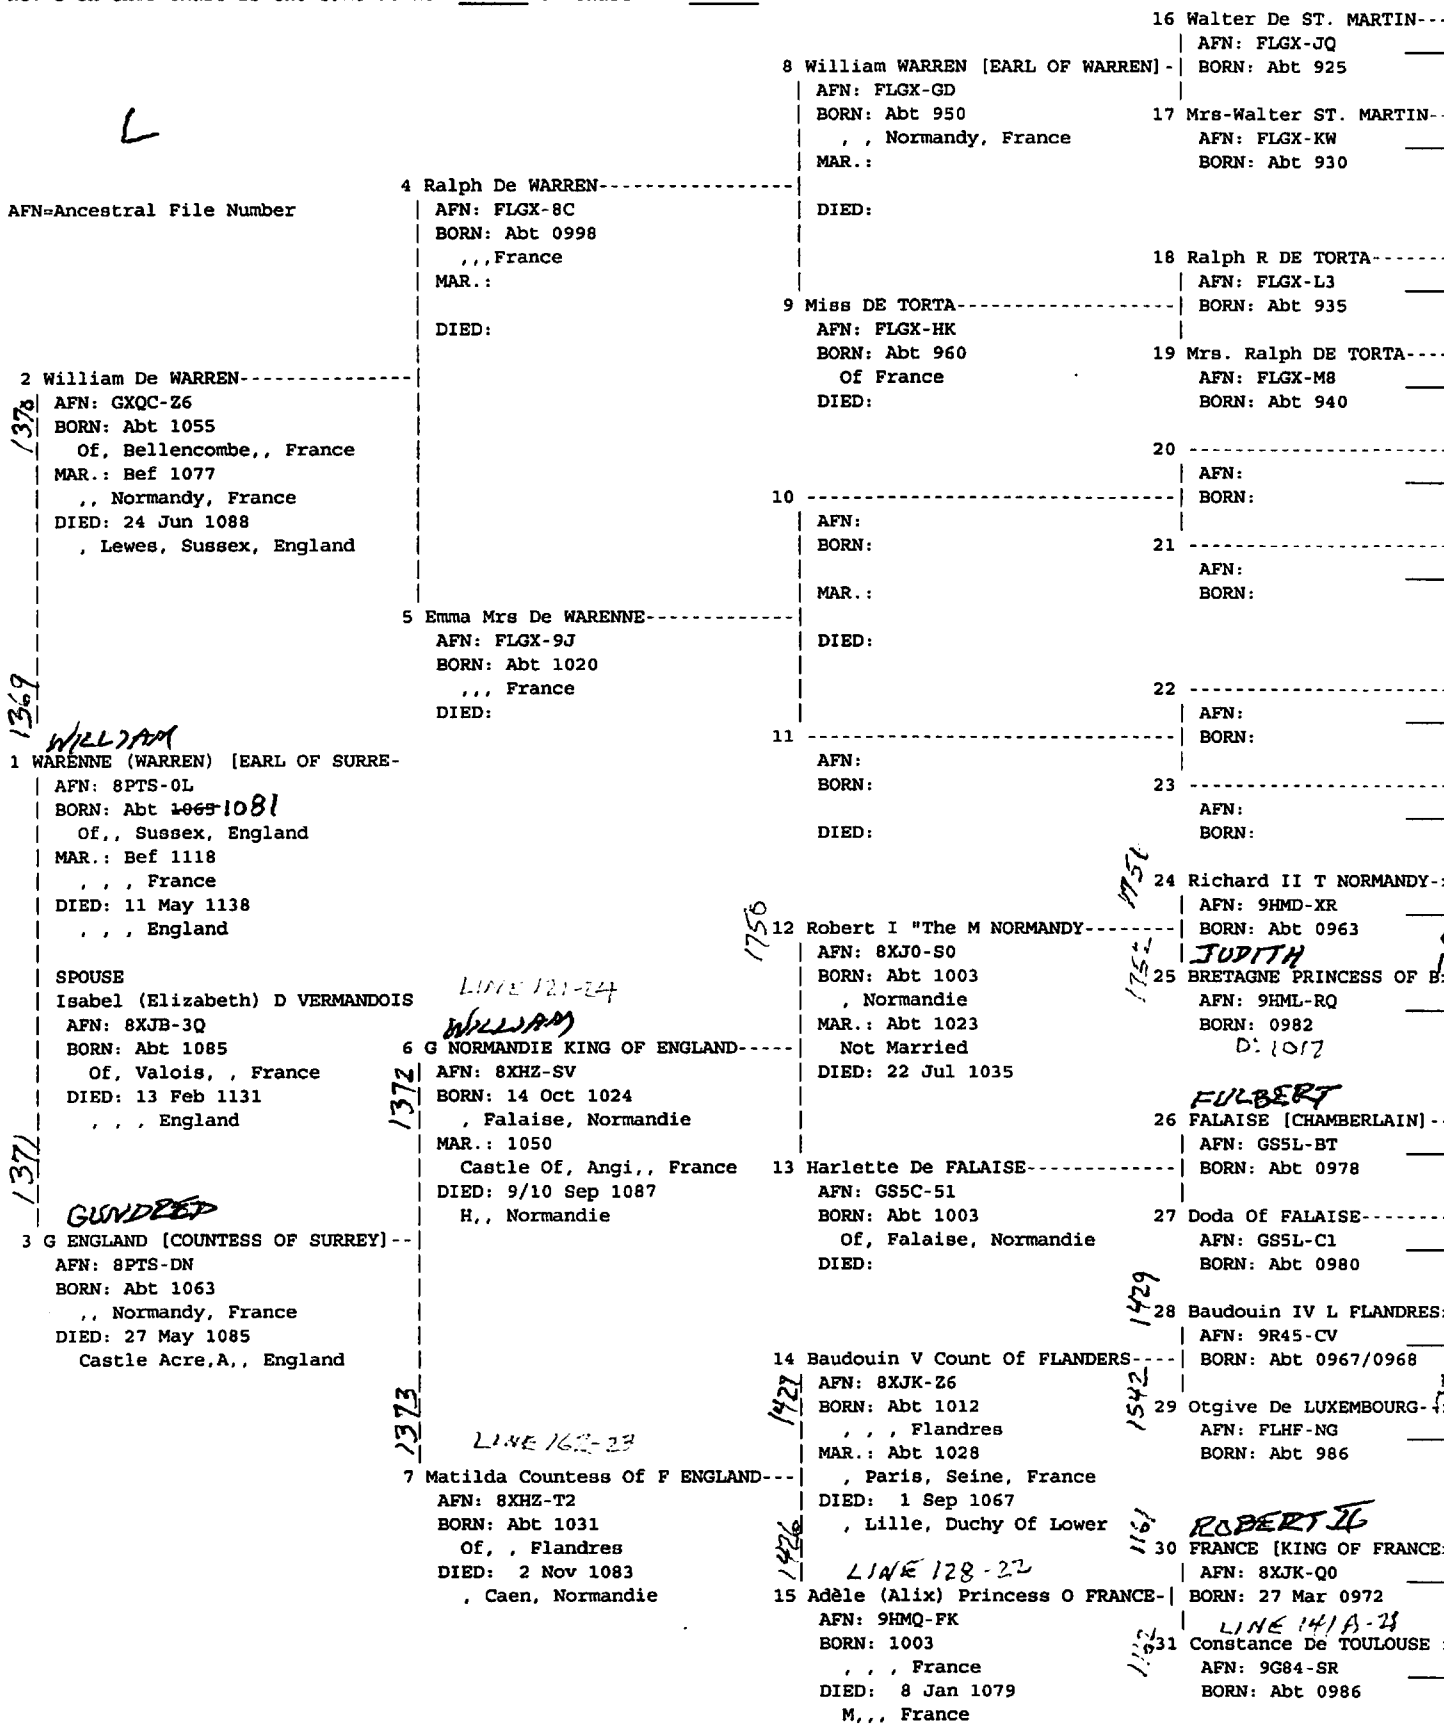 L
AFN=Ancestral File Number
1370
2 William De WARREN---------------
AFN: GXQC-Z6
BORN: Abt 1055
Of, Bellencombe,, France
MAR.: Bef 1077
,, Normandy, France
DIED: 24 Jun 1088
, Lewes, Sussex, England
1369
WILLIAM
1 WARENNE (WARREN) [EARL OF SURRE-
AFN: 8PTS-0L
BORN: Abt 1065 1081
Of,, Sussex, England
MAR.: Bef 1118
, , , France
DIED: 11 May 1138
, , , England
SPOUSE
Isabel (Elizabeth) D VERMANDOIS
AFN: 8XJB-3Q
BORN: Abt 1085
Of, Valois, , France
DIED: 13 Feb 1131
, , , England
1371
GUNDRED
3 G ENGLAND [COUNTESS OF SURREY]--
AFN: 8PTS-DN
BORN: Abt 1063
,, Normandy, France
DIED: 27 May 1085
Castle Acre,A,, England
4 Ralph De WARREN----------------
AFN: FLGX-8C
BORN: Abt 0998
,,,France
MAR.:
DIED:
5 Emma Mrs De WARENNE-------------
AFN: FLGX-9J
BORN: Abt 1020
,,, France
DIED:
LINE 121-24
WILLIAM
1372
6 G NORMANDIE KING OF ENGLAND-----
AFN: 8XHZ-SV
BORN: 14 Oct 1024
, Falaise, Normandie
MAR.: 1050
Castle Of, Angi,, France
DIED: 9/10 Sep 1087
H,, Normandie
1373
LINE 162-23
7 Matilda Countess Of F ENGLAND---
AFN: 8XHZ-T2
BORN: Abt 1031
Of, , Flandres
DIED: 2 Nov 1083
, Caen, Normandie
8 William WARREN [EARL OF WARREN]-
AFN: FLGX-GD
BORN: Abt 950
, , Normandy, France
MAR.:
DIED:
9 Miss DE TORTA------------------
AFN: FLGX-HK
BORN: Abt 960
Of France
DIED:
10 -------------------------------
AFN:
BORN:
MAR.:
DIED:
11 -------------------------------
AFN:
BORN:
DIED:
1750
12 Robert I "The M NORMANDY--------
AFN: 8XJ0-S0
BORN: Abt 1003
, Normandie
MAR.: Abt 1023
Not Married
DIED: 22 Jul 1035
13 Harlette De FALAISE-------------
AFN: GS5C-51
BORN: Abt 1003
Of, Falaise, Normandie
DIED:
14 Baudouin V Count Of FLANDERS----
1427
AFN: 8XJK-Z6
BORN: Abt 1012
, , , Flandres
MAR.: Abt 1028
, Paris, Seine, France
DIED: 1 Sep 1067
, Lille, Duchy Of Lower
1426
LINE 128-22
15 Adèle (Alix) Princess O FRANCE-
AFN: 9HMQ-FK
BORN: 1003
, , , France
DIED: 8 Jan 1079
M,,, France
16 Walter De ST. MARTIN---
AFN: FLGX-JQ
BORN: Abt 925
17 Mrs-Walter ST. MARTIN--
AFN: FLGX-KW
BORN: Abt 930
18 Ralph R DE TORTA-------
AFN: FLGX-L3
BORN: Abt 935
19 Mrs. Ralph DE TORTA----
AFN: FLGX-M8
BORN: Abt 940
20 ----------------------
AFN:
BORN:
21 ----------------------
AFN:
BORN:
22 ----------------------
AFN:
BORN:
23 ----------------------
AFN:
BORN:
1751
24 Richard II T NORMANDY-
AFN: 9HMD-XR
BORN: Abt 0963
1752
JUDITH
25 BRETAGNE PRINCESS OF B
AFN: 9HML-RQ
BORN: 0982
D: 1017
FULBERT
26 FALAISE [CHAMBERLAIN]--
AFN: GS5L-BT
BORN: Abt 0978
27 Doda Of FALAISE--------
AFN: GS5L-C1
BORN: Abt 0980
1429
28 Baudouin IV L FLANDRES
AFN: 9R45-CV
BORN: Abt 0967/0968
1542
29 Otgive De LUXEMBOURG-
AFN: FLHF-NG
BORN: Abt 986
1161
ROBERT II
30 FRANCE [KING OF FRANCE
AFN: 8XJK-Q0
BORN: 27 Mar 0972
LINE 141A-21
1162
31 Constance De TOULOUSE
AFN: 9G84-SR
BORN: Abt 0986